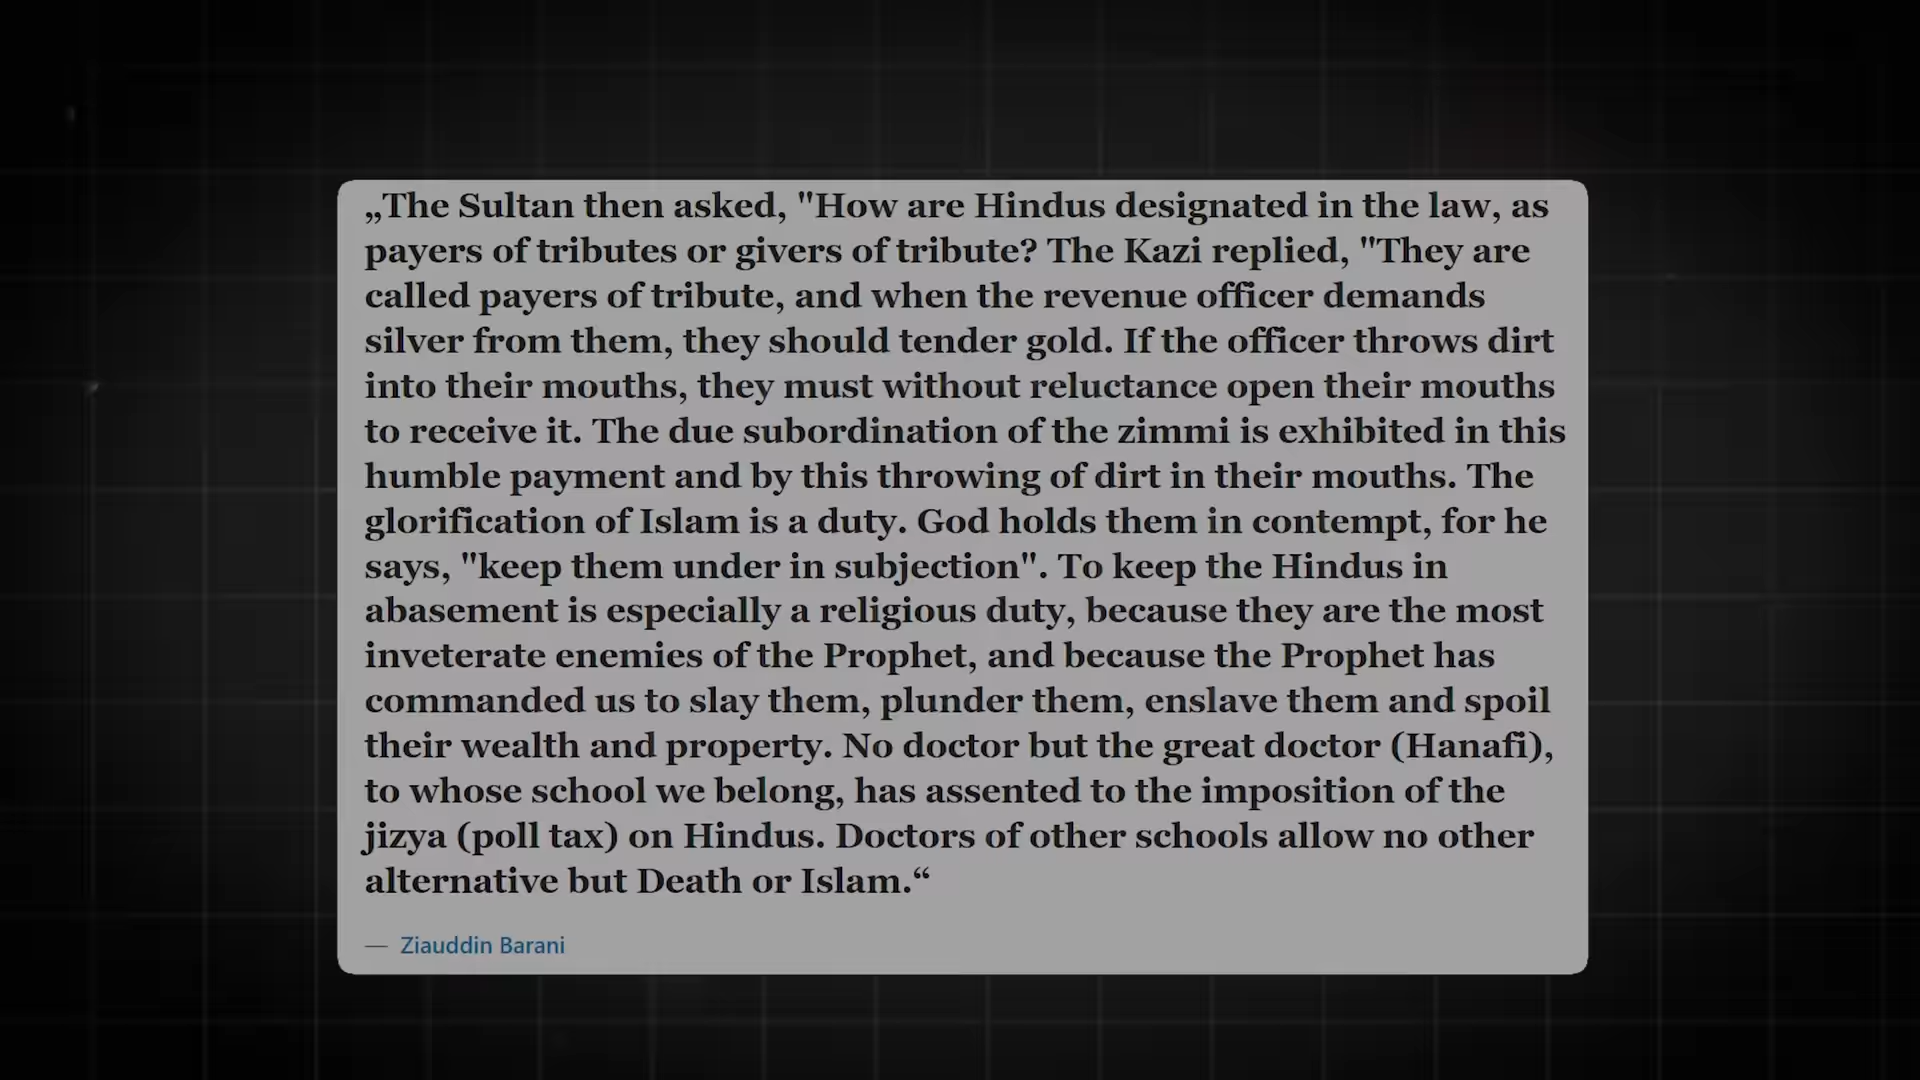 „The Sultan then asked, "How are Hindus designated in the law, as
payers of tributes or givers of tribute? The Kazi replied, "They are
called payers of tribute, and when the revenue officer demands
silver from them, they should tender gold. If the officer throws dirt
into their mouths, they must without reluctance open their mouths
to receive it. The due subordination of the zimmi is exhibited in this
humble payment and by this throwing of dirt in their mouths. The
glorification of Islam is a duty. God holds them in contempt, for he
says, "keep them under in subjection". To keep the Hindus in
abasement is especially a religious duty, because they are the most
inveterate enemies of the Prophet, and because the Prophet has
commanded us to slay them, plunder them, enslave them and spoil
their wealth and property. No doctor but the great doctor (Hanafi),
to whose school we belong, has assented to the imposition of the
jizya (poll tax) on Hindus. Doctors of other schools allow no other
alternative but Death or Islam.“
— Ziauddin Barani